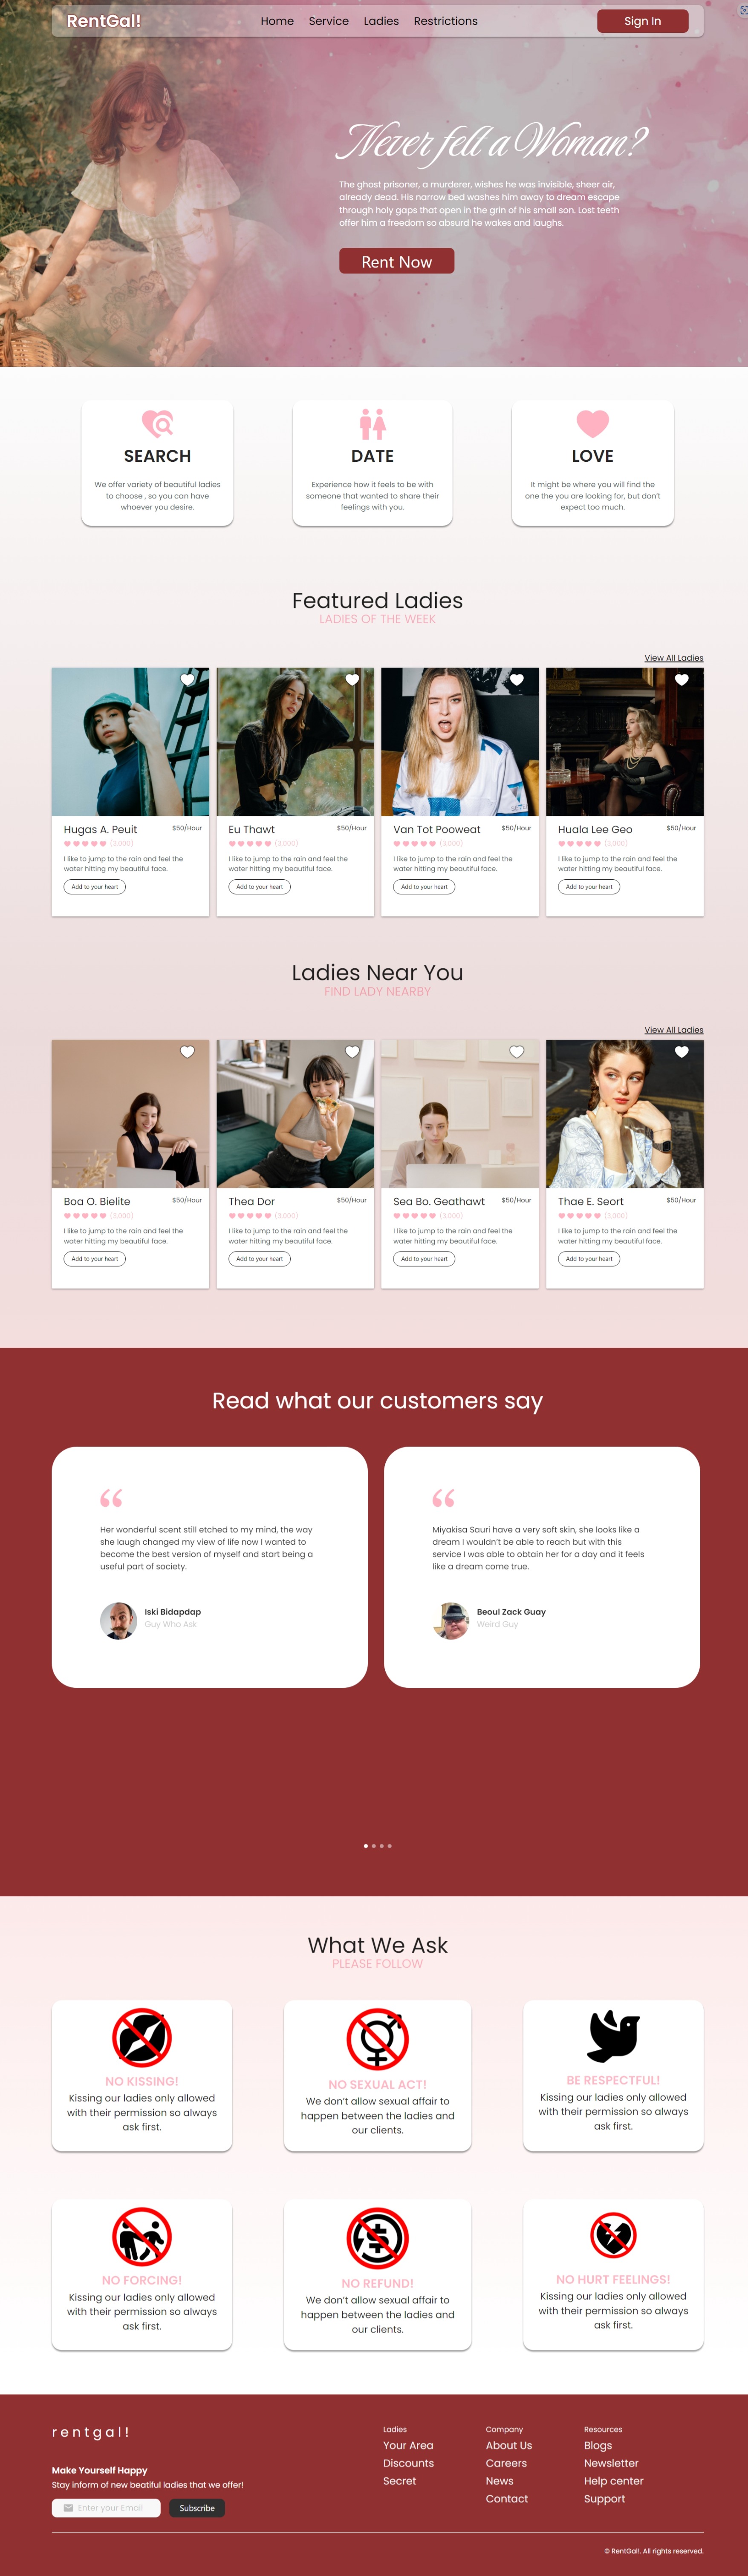 RentGal!
Home Service Ladies Restrictions
Sign In
Never felt a Woman?
The ghost prisoner, a murderer, wishes he was invisible, sheer air,
already dead. His narrow bed washes him away to dream escape
through holy gaps that open in the grin of his small son. Lost teeth
offer him a freedom so absurd he wakes and laughs.
Rent Now
SEARCH
We offer variety of beautiful ladies
to choose , so you can have
whoever you desire.
DATE
Experience how it feels to be with
someone that wanted to share their
feelings with you.
LOVE
It might be where you will find the
one the you are looking for, but don't
expect too much.
Featured Ladies
LADIES OF THE WEEK
View All Ladies
Hugas A. Peuit
$50/Hour
(3,000)
I like to jump to the rain and feel the
water hitting my beautiful face.
Add to your heart
Eu Thawt
$50/Hour
(3,000)
I like to jump to the rain and feel the
water hitting my beautiful face.
Add to your heart
Van Tot Pooweat
$50/Hour
(3,000)
I like to jump to the rain and feel the
water hitting my beautiful face.
Add to your heart
Huala Lee Geo
$50/Hour
(3,000)
I like to jump to the rain and feel the
water hitting my beautiful face.
Add to your heart
Ladies Near You
FIND LADY NEARBY
View All Ladies
Boa O. Bielite
$50/Hour
(3,000)
I like to jump to the rain and feel the
water hitting my beautiful face.
Add to your heart
Thea Dor
$50/Hour
(3,000)
I like to jump to the rain and feel the
water hitting my beautiful face.
Add to your heart
Sea Bo. Geathawt
$50/Hour
(3,000)
I like to jump to the rain and feel the
water hitting my beautiful face.
Add to your heart
Thae E. Seort
$50/Hour
(3,000)
I like to jump to the rain and feel the
water hitting my beautiful face.
Add to your heart
Read what our customers say
Her wonderful scent still etched to my mind, the way
she laugh changed my view of life now I wanted to
become the best version of myself and start being a
useful part of society.
Iski Bidapdap
Guy Who Ask
Miyakisa Sauri have a very soft skin, she looks like a
dream I wouldn't be able to reach but with this
service I was able to obtain her for a day and it feels
like a dream come true.
Beoul Zack Guay
Weird Guy
What We Ask
PLEASE FOLLOW
NO KISSING!
Kissing our ladies only allowed
with their permission so always
ask first.
NO SEXUAL ACT!
We don't allow sexual affair to
happen between the ladies and
our clients.
BE RESPECTFUL!
Kissing our ladies only allowed
with their permission so always
ask first.
NO FORCING!
Kissing our ladies only allowed
with their permission so always
ask first.
NO REFUND!
We don't allow sexual affair to
happen between the ladies and
our clients.
NO HURT FEELINGS!
Kissing our ladies only allowed
with their permission so always
ask first.
rentgal!
Make Yourself Happy
Stay inform of new beatiful ladies that we offer!
Enter your Email
Subscribe
Ladies
Your Area
Discounts
Secret
Company
About Us
Careers
News
Contact
Resources
Blogs
Newsletter
Help center
Support
© RentGal!. All rights reserved.